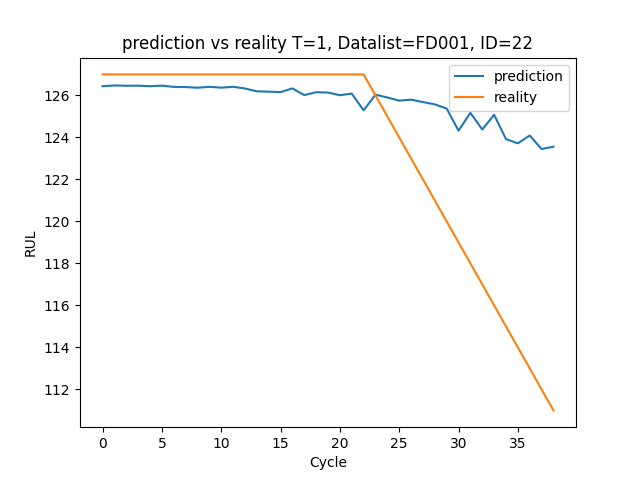 prediction vs reality T=1, Datalist=FD001, ID=22
prediction
reality
126
124
122
120
118
116
114
112
RUL
0 5 10 15 20 25 30 35
Cycle